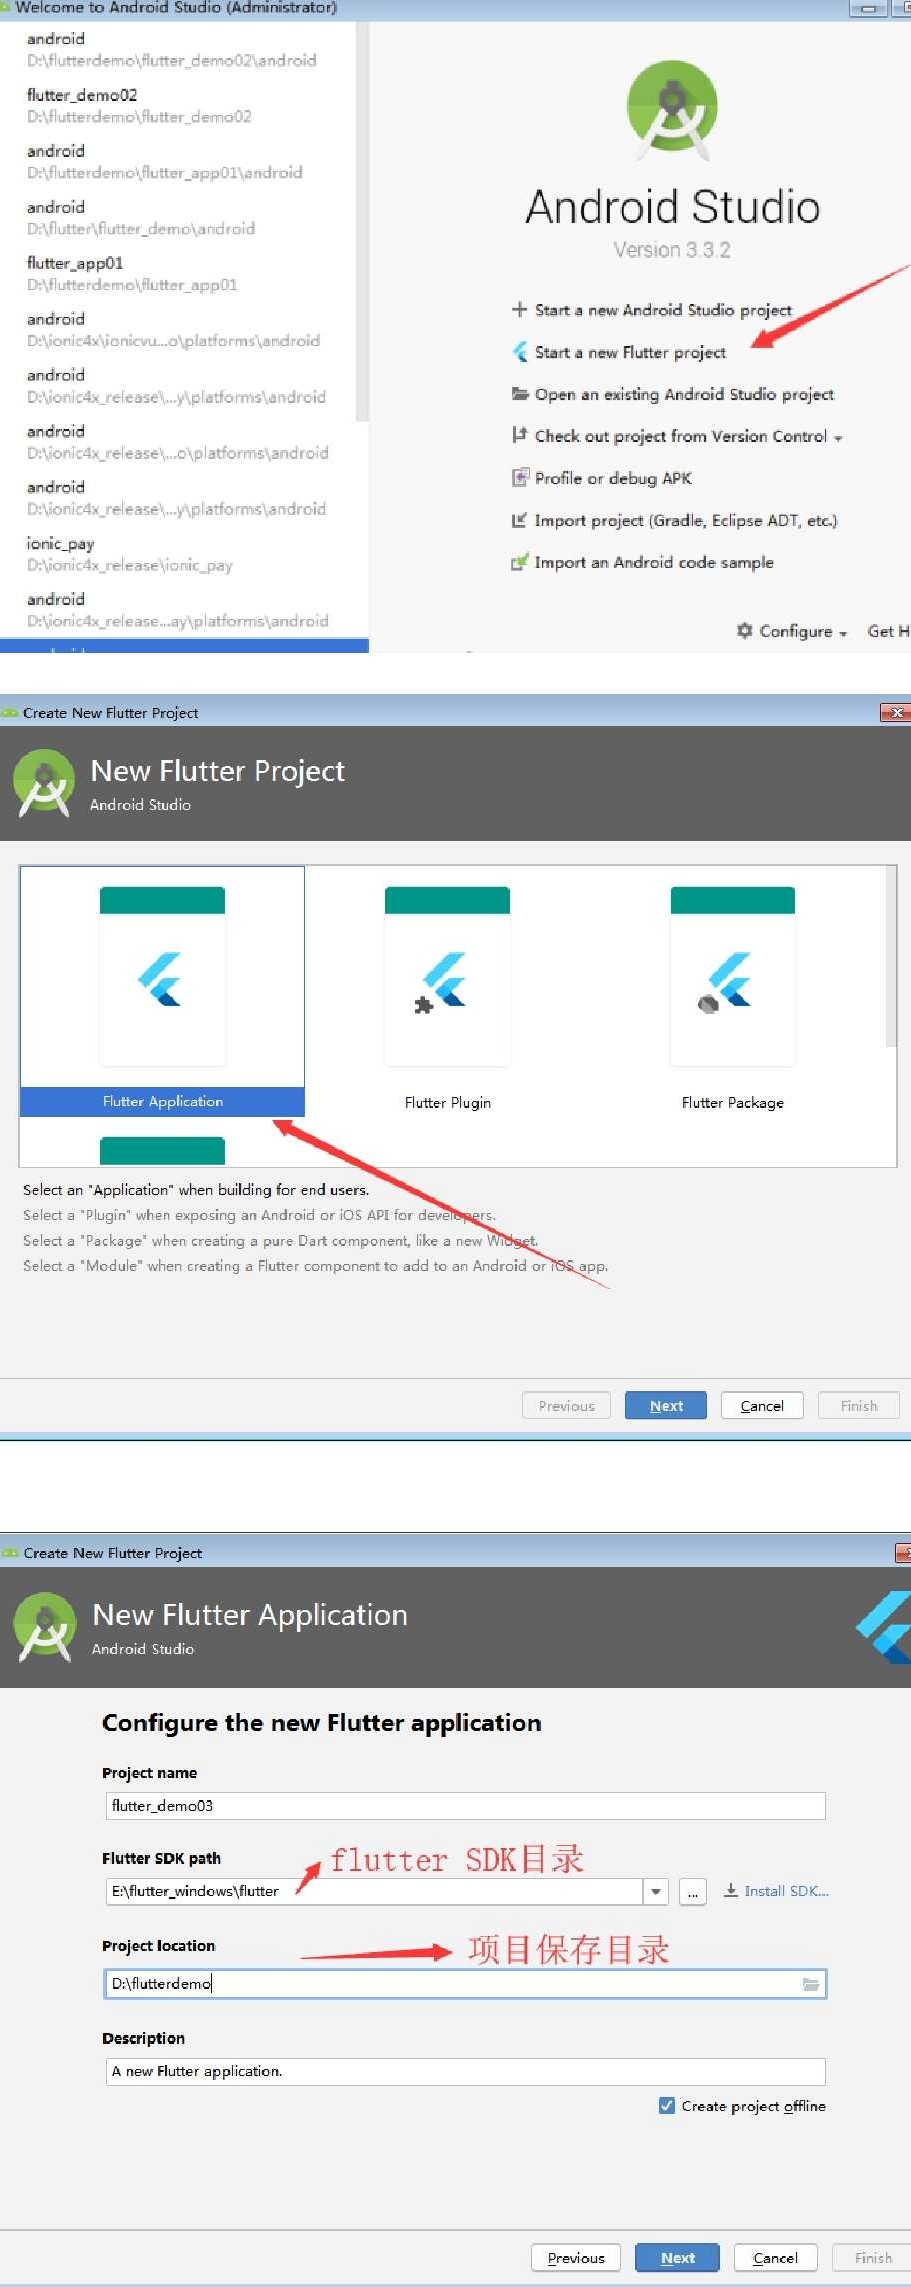 Welcome to Android Studio (Administrator)
android
D:\flutterdemo\flutter_demo02\android
flutter_demo02
D:\flutterdemo\flutter_demo02
android
D:\flutterdemo\flutter_app01\android
android
D:\flutter\flutter_demo\android
flutter_app01
D:\flutterdemo\flutter_app01
android
D:\ionic4x\ionicvu...o\platforms\android
android
D:\ionic4x_release\...y\platforms\android
android
D:\ionic4x_release\...o\platforms\android
android
D:\ionic4x_release\...y\platforms\android
ionic_pay
D:\ionic4x_release\ionic_pay
android
D:\ionic4x_release...ay\platforms\android
Android Studio
Version 3.3.2
Start a new Android Studio project
Start a new Flutter project
Open an existing Android Studio project
Check out project from Version Control
Profile or debug APK
Import project (Gradle, Eclipse ADT, etc.)
Import an Android code sample
Configure Get H
Create New Flutter Project
New Flutter Project
Android Studio
Flutter Application Flutter Plugin Flutter Package
Select an "Application" when building for end users.
Select a "Plugin" when exposing an Android or iOS API for developers.
Select a "Package" when creating a pure Dart component, like a new Widget.
Select a "Module" when creating a Flutter component to add to an Android or iOS app.
Previous Next Cancel Finish
Create New Flutter Project
New Flutter Application
Android Studio
Configure the new Flutter application
Project name
flutter_demo03
Flutter SDK path
flutter SDK目录
E:\flutter_windows\flutter ... Install SDK...
Project location
项目保存目录
D:\flutterdemo
Description
A new Flutter application.
Create project offline
Previous Next Cancel Finish